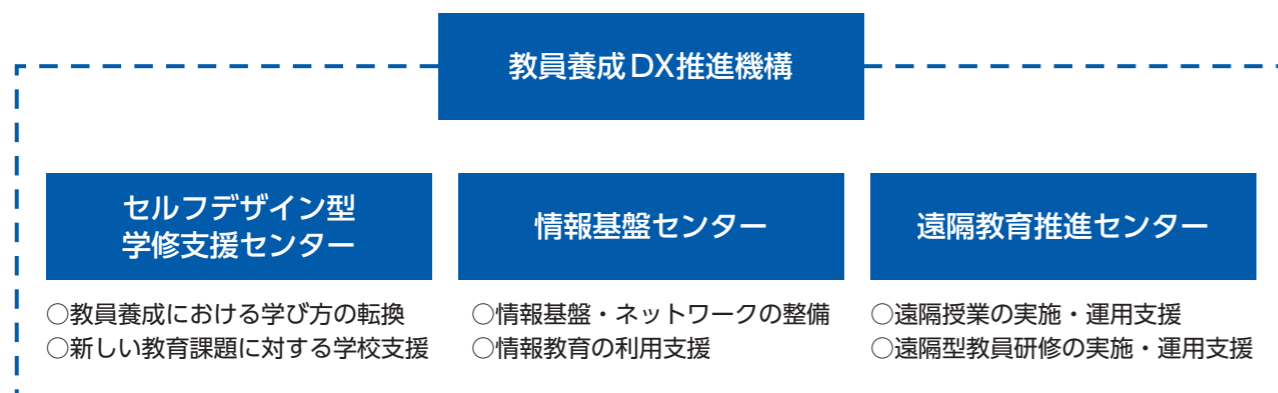 教員養成DX推進機構
セルフデザイン型
学修支援センター
情報基盤センター
遠隔教育推進センター
○教員養成における学び方の転換
○新しい教育課題に対する学校支援
○情報基盤・ネットワークの整備
○情報教育の利用支援
○遠隔授業の実施・運用支援
○遠隔型教員研修の実施・運用支援